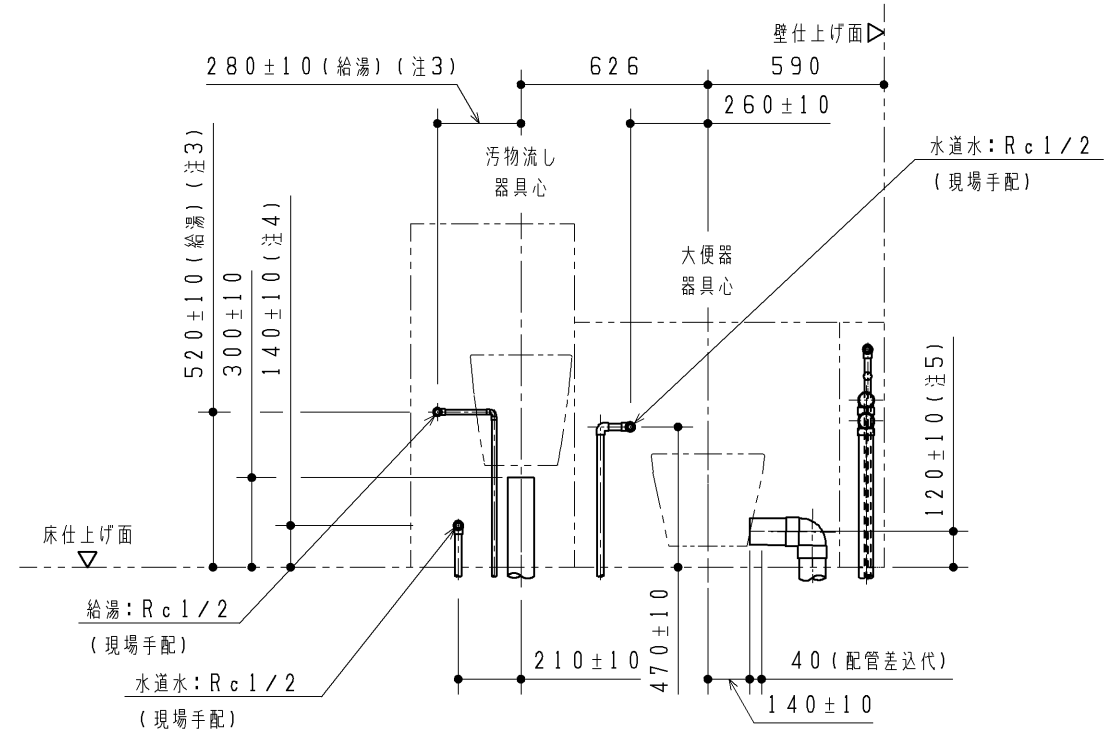 壁仕上げ面
280±10(給湯)(注3)
626
590
260±10
汚物流し
器具心
水道水:Rc1/2
(現場手配)
大便器
器具心
520±10(給湯)(注3)
300±10
140±10(注4)
120±10(注5)
床仕上げ面
給湯:Rc1/2
(現場手配)
水道水:Rc1/2
(現場手配)
210±10
470±10
40(配管差込代)
140±10